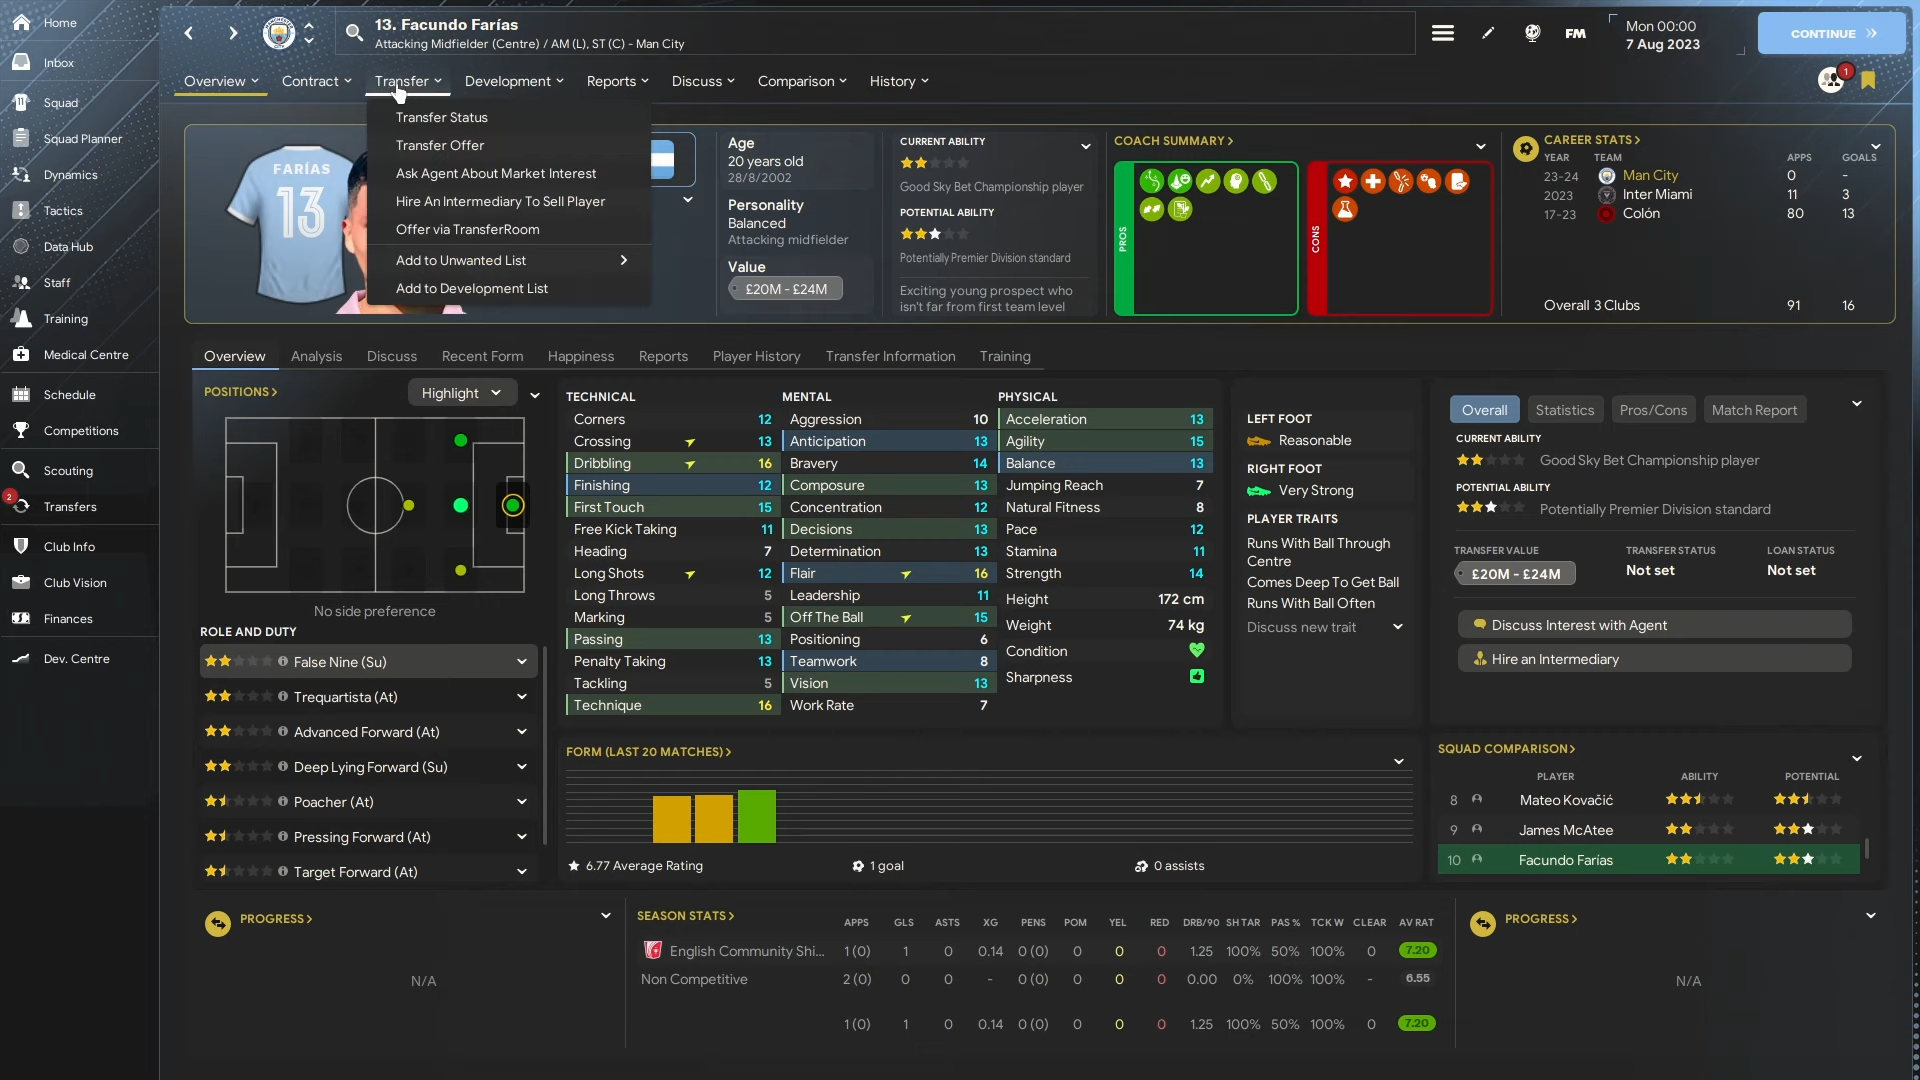 Home
Inbox
Squad
Squad Planner
Dynamics
Tactics
Data Hub
Staff
Training
Medical Centre
Schedule
Competitions
Scouting
2
Transfers
Club Info
Club Vision
Finances
Dev. Centre
13. Facundo Farías
Attacking Midfielder (Centre) / AM (L), ST (C) - Man City
FM
Mon 00:00
7 Aug 2023
CONTINUE
Overview Contract Transfer Development Reports Discuss Comparison History
1
Transfer Status
Transfer Offer
Ask Agent About Market Interest
Hire An Intermediary To Sell Player
Offer via TransferRoom
Add to Unwanted List
Add to Development List
FARÍAS
13
Age
20 years old
28/8/2002
Personality
Balanced
Attacking midfielder
Value
£20M - £24M
CURRENT ABILITY
Good Sky Bet Championship player
POTENTIAL ABILITY
Potentially Premier Division standard
Exciting young prospect who
isn't far from first team level
COACH SUMMARY
PROS
CONS
CAREER STATS
YEAR TEAM APPS GOALS
23-24 Man City 0 -
2023 Inter Miami 11 3
17-23 Colón 80 13
Overall 3 Clubs 91 16
Overview Analysis Discuss Recent Form Happiness Reports Player History Transfer Information Training
POSITIONS
Highlight
No side preference
ROLE AND DUTY
False Nine (Su)
Trequartista (At)
Advanced Forward (At)
Deep Lying Forward (Su)
Poacher (At)
Pressing Forward (At)
Target Forward (At)
TECHNICAL
Corners 12
Crossing 13
Dribbling 16
Finishing 12
First Touch 15
Free Kick Taking 11
Heading 7
Long Shots 12
Long Throws 5
Marking 5
Passing 13
Penalty Taking 13
Tackling 5
Technique 16
MENTAL
Aggression 10
Anticipation 13
Bravery 14
Composure 13
Concentration 12
Decisions 13
Determination 13
Flair 16
Leadership 11
Off The Ball 15
Positioning 6
Teamwork 8
Vision 13
Work Rate 7
PHYSICAL
Acceleration 13
Agility 15
Balance 13
Jumping Reach 7
Natural Fitness 8
Pace 12
Stamina 11
Strength 14
Height 172 cm
Weight 74 kg
Condition
Sharpness
LEFT FOOT
Reasonable
RIGHT FOOT
Very Strong
PLAYER TRAITS
Runs With Ball Through
Centre
Comes Deep To Get Ball
Runs With Ball Often
Discuss new trait
Overall Statistics Pros/Cons Match Report
CURRENT ABILITY
Good Sky Bet Championship player
POTENTIAL ABILITY
Potentially Premier Division standard
TRANSFER VALUE TRANSFER STATUS LOAN STATUS
£20M - £24M Not set Not set
Discuss Interest with Agent
Hire an Intermediary
FORM (LAST 20 MATCHES)
6.77 Average Rating 1 goal 0 assists
SQUAD COMPARISON
PLAYER ABILITY POTENTIAL
8 Mateo Kovačić
9 James McAtee
10 Facundo Farías
PROGRESS
N/A
SEASON STATS APPS GLS ASTS XG PENS POM YEL RED DRB/90 SH TAR PAS % TCK W CLEAR AV RAT
English Community Shi... 1 (0) 1 0 0.14 0 (0) 0 0 0 1.25 100% 50% 100% 0 7.20
Non Competitive 2 (0) 0 0 - 0 (0) 0 0 0 0.00 0% 100% 100% - 6.55
1 (0) 1 0 0.14 0 (0) 0 0 0 1.25 100% 50% 100% 0 7.20
PROGRESS
N/A